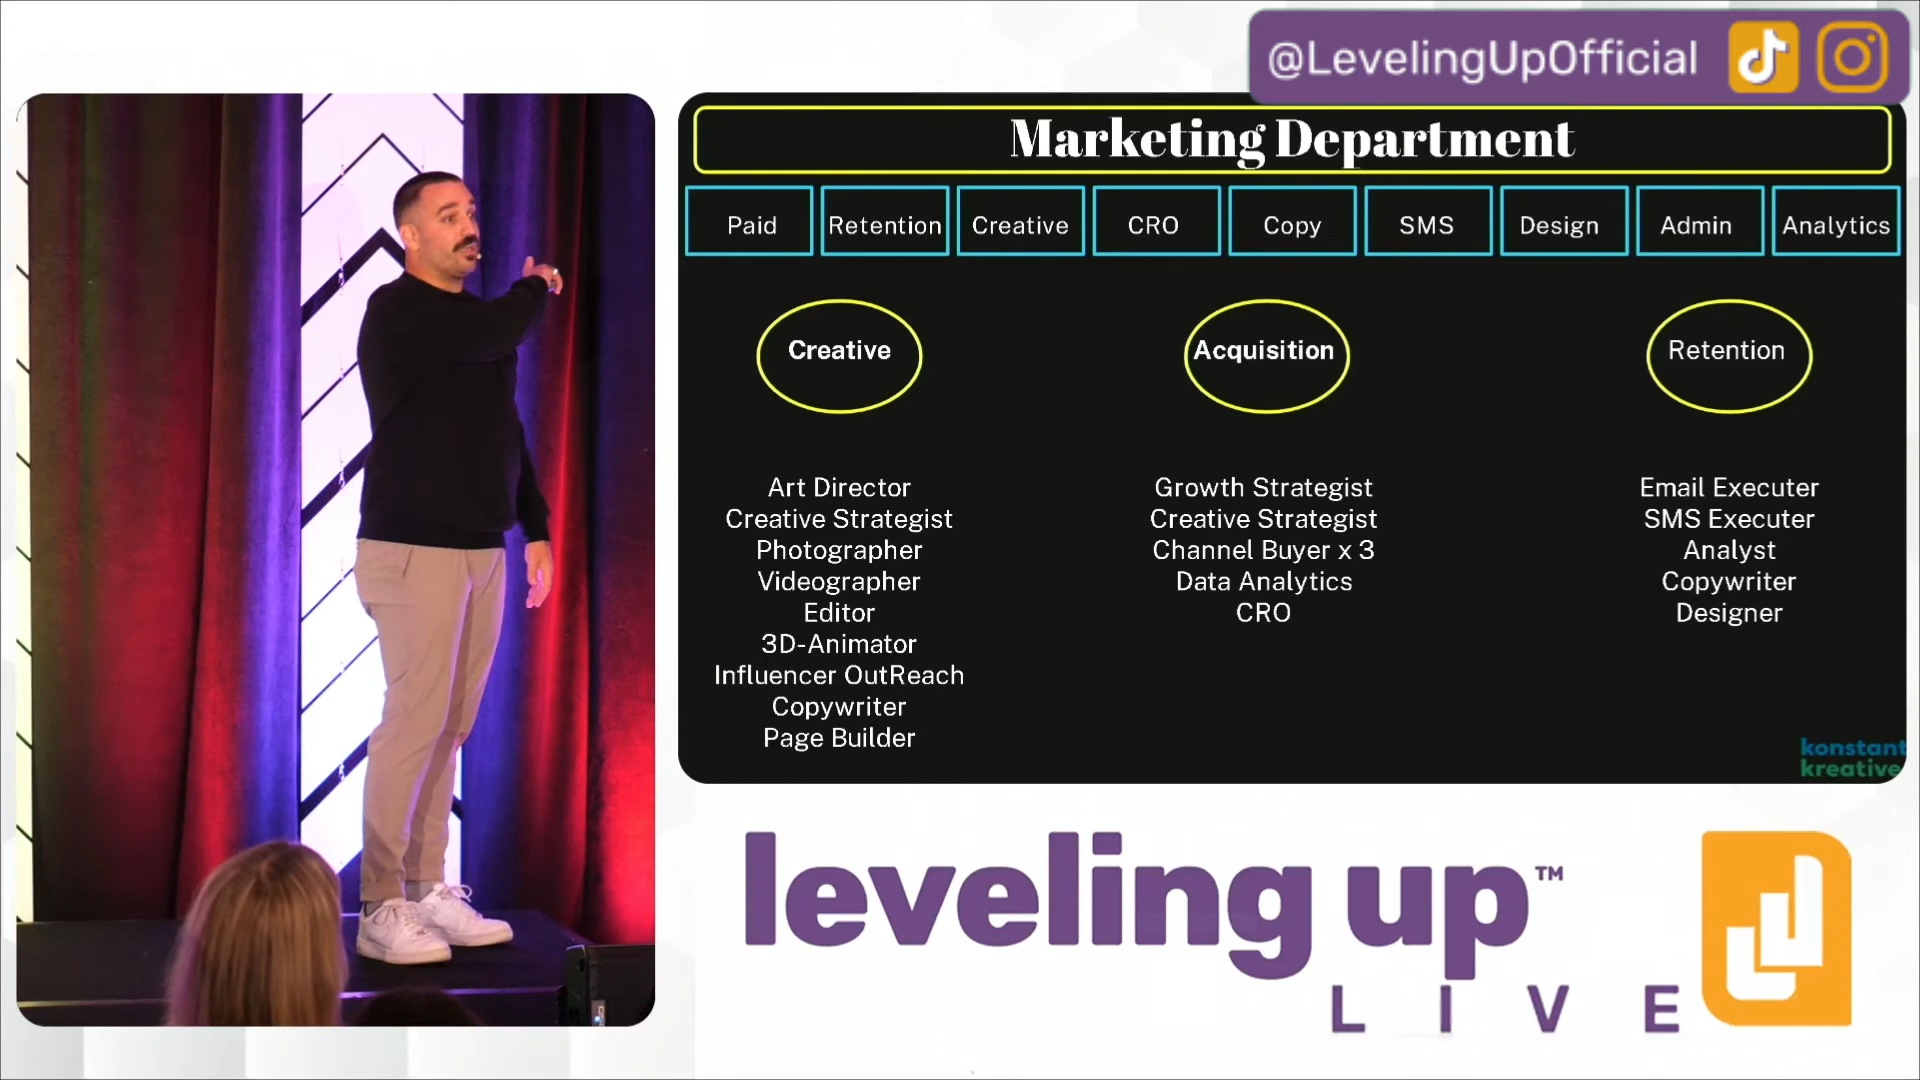 @LevelingUpOfficial
Marketing Department
Paid Retention Creative CRO Copy SMS Design Admin Analytics
Creative Acquisition Retention
Art Director
Creative Strategist
Photographer
Videographer
Editor
3D-Animator
Influencer OutReach
Copywriter
Page Builder
Growth Strategist
Creative Strategist
Channel Buyer x 3
Data Analytics
CRO
Email Executer
SMS Executer
Analyst
Copywriter
Designer
konstant
kreative
leveling up™
LIVE